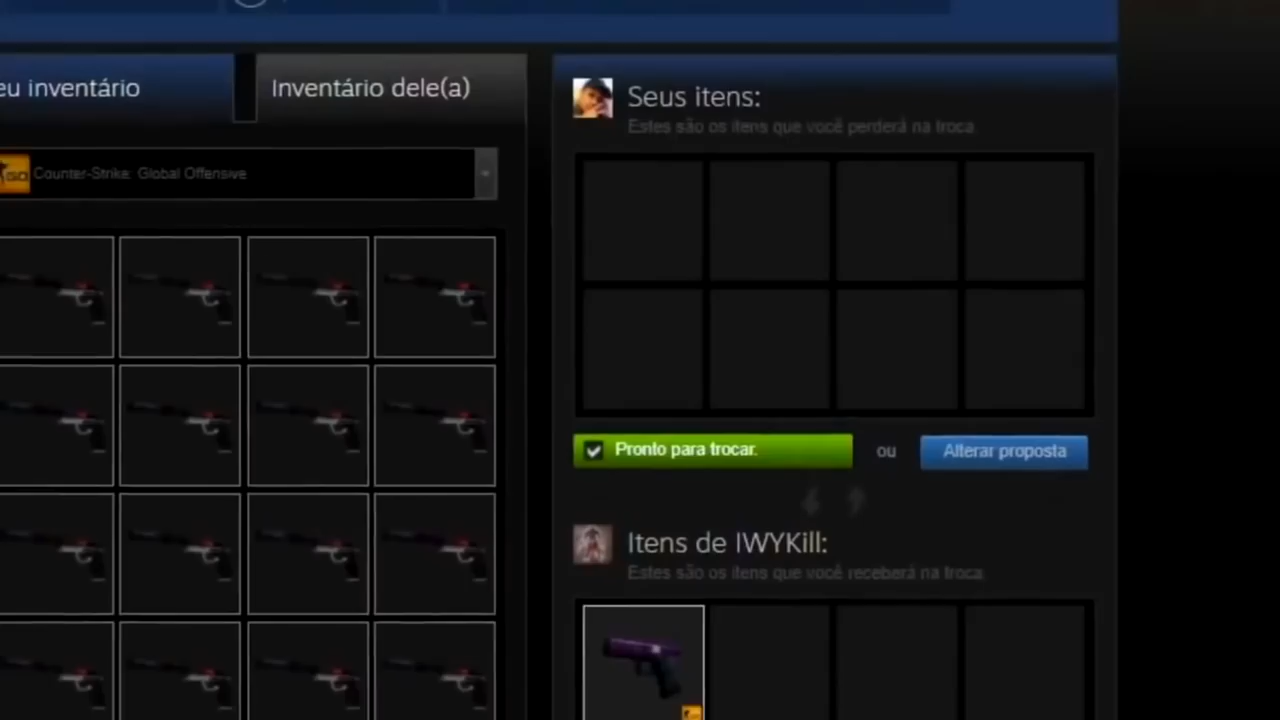 eu inventário
Inventário dele(a)
Seus itens:
Estes são os itens que você perderá na troca.
Counter-Strike: Global Offensive
Pronto para trocar.
ou
Alterar proposta
Itens de IWYKill:
Estes são os itens que você receberá na troca